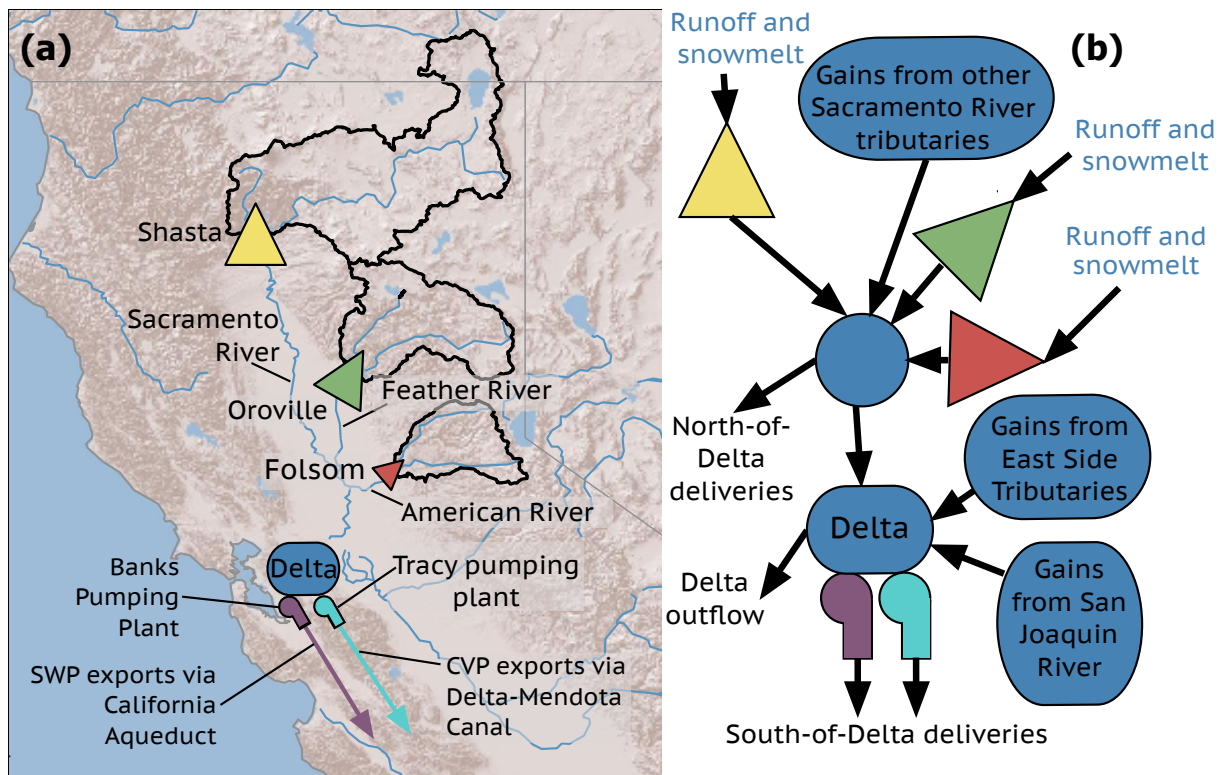 (a)
Shasta
Sacramento
River
Oroville
Feather River
Folsom
American River
Delta
Banks
Pumping
Plant
Tracy pumping
plant
SWP exports via
California
Aqueduct
CVP exports via
Delta-Mendota
Canal
(b)
Runoff and
snowmelt
Gains from other
Sacramento River
tributaries
Runoff and
snowmelt
Runoff and
snowmelt
North-of-
Delta
deliveries
Gains from
East Side
Tributaries
Delta
Delta
outflow
Gains
from San
Joaquin
River
South-of-Delta deliveries